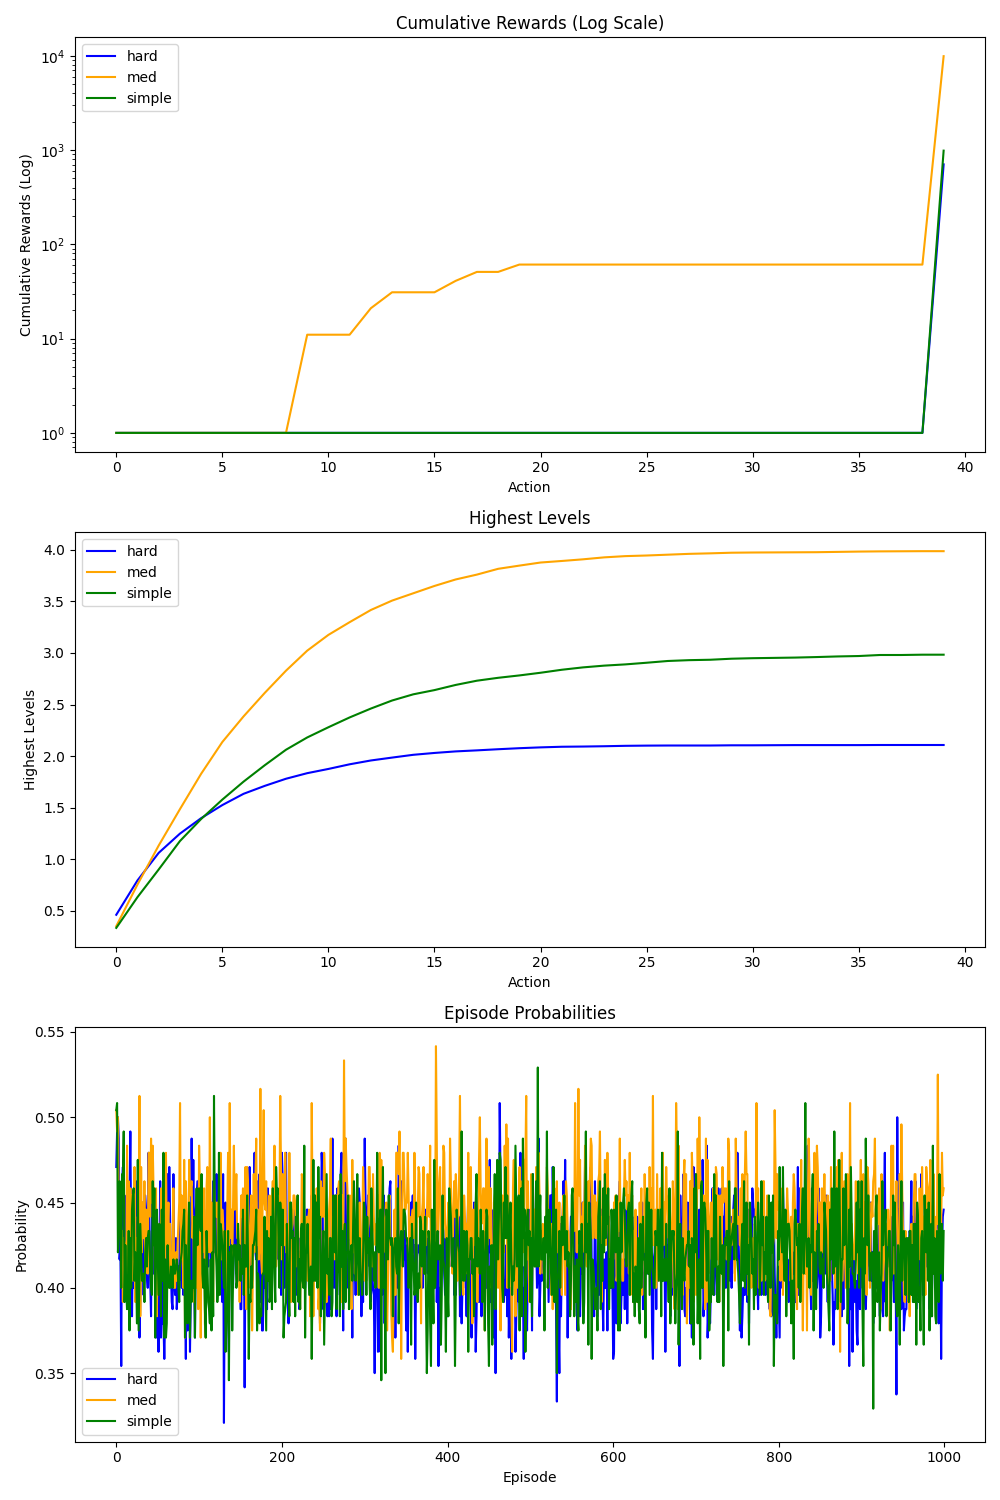 Cumulative Rewards (Log Scale)
hard
med
simple
10^4
10^3
10^2
10^1
10^0
Cumulative Rewards (Log)
0 5 10 15 20 25 30 35 40
Action
Highest Levels
hard
med
simple
4.0
3.5
3.0
2.5
2.0
1.5
1.0
0.5
Highest Levels
0 5 10 15 20 25 30 35 40
Action
Episode Probabilities
0.55
0.50
0.45
0.40
0.35
Probability
hard
med
simple
0 200 400 600 800 1000
Episode